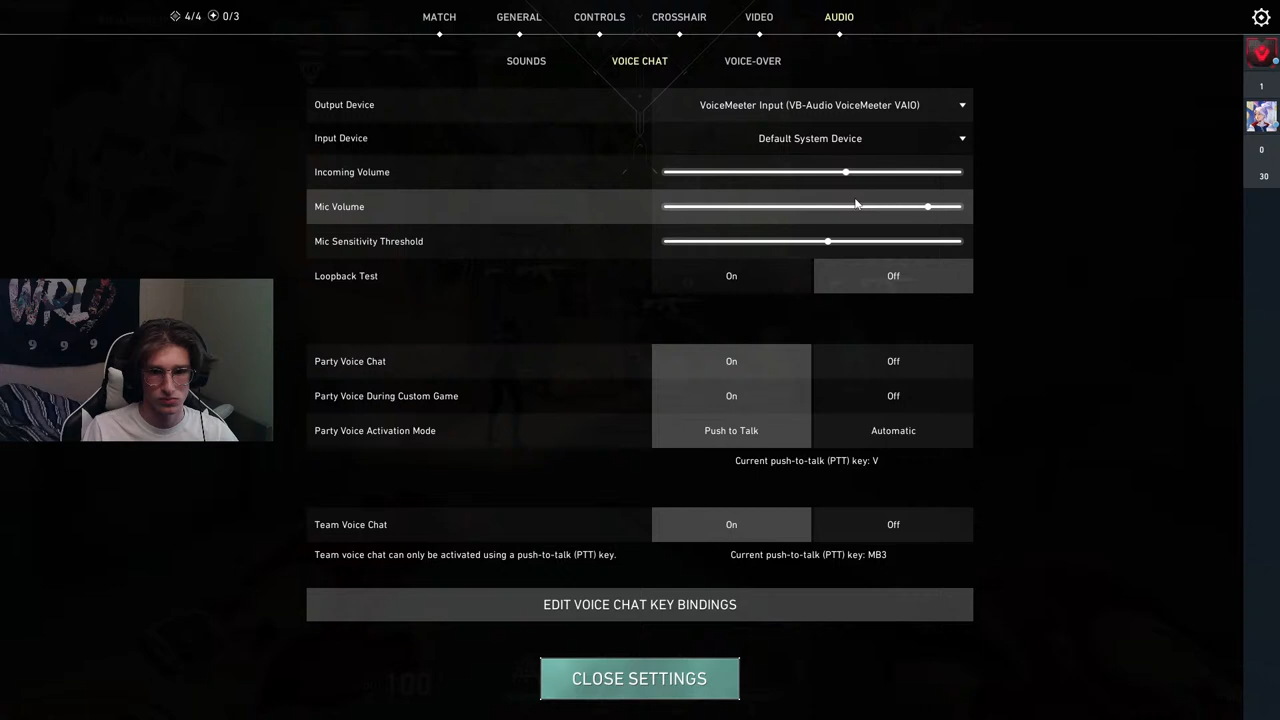 4/4 0/3
MATCH GENERAL CONTROLS CROSSHAIR VIDEO AUDIO
SOUNDS VOICE CHAT VOICE-OVER
Output Device VoiceMeeter Input (VB-Audio VoiceMeeter VAIO)
Input Device Default System Device
Incoming Volume
Mic Volume
Mic Sensitivity Threshold
Loopback Test On Off
Party Voice Chat On Off
Party Voice During Custom Game On Off
Party Voice Activation Mode Push to Talk Automatic
Current push-to-talk (PTT) key: V
Team Voice Chat On Off
Team voice chat can only be activated using a push-to-talk (PTT) key. Current push-to-talk (PTT) key: MB3
EDIT VOICE CHAT KEY BINDINGS
CLOSE SETTINGS
100
1
0
30
WRLD
9 9 9